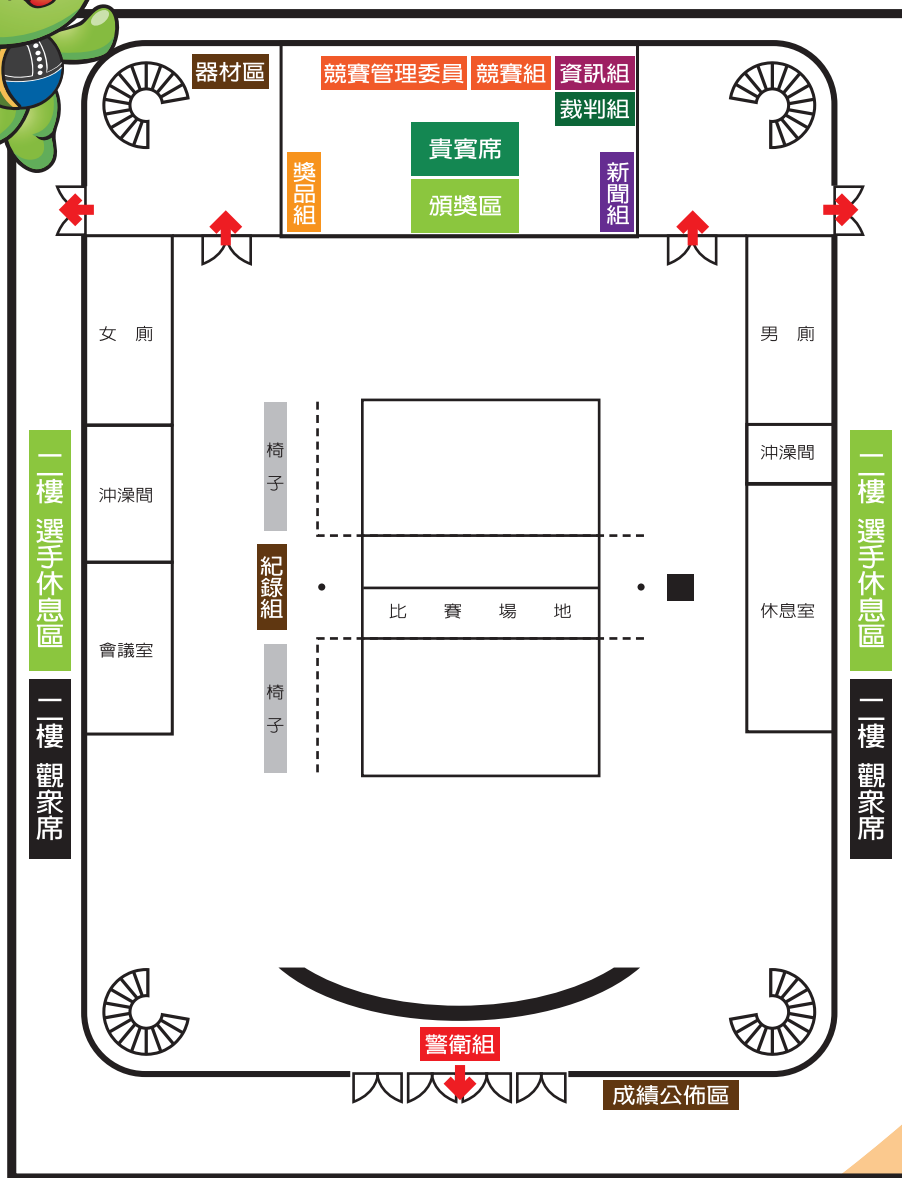 器材區
競賽管理委員
競賽組
資訊組
裁判組
貴賓席
頒獎區
獎品組
新聞組
女 廁
男 廁
沖澡間
沖澡間
會議室
休息室
椅子
紀錄組
椅子
比 賽 場 地
二樓 選手休息區
二樓 觀眾席
二樓 選手休息區
二樓 觀眾席
警衛組
成績公佈區